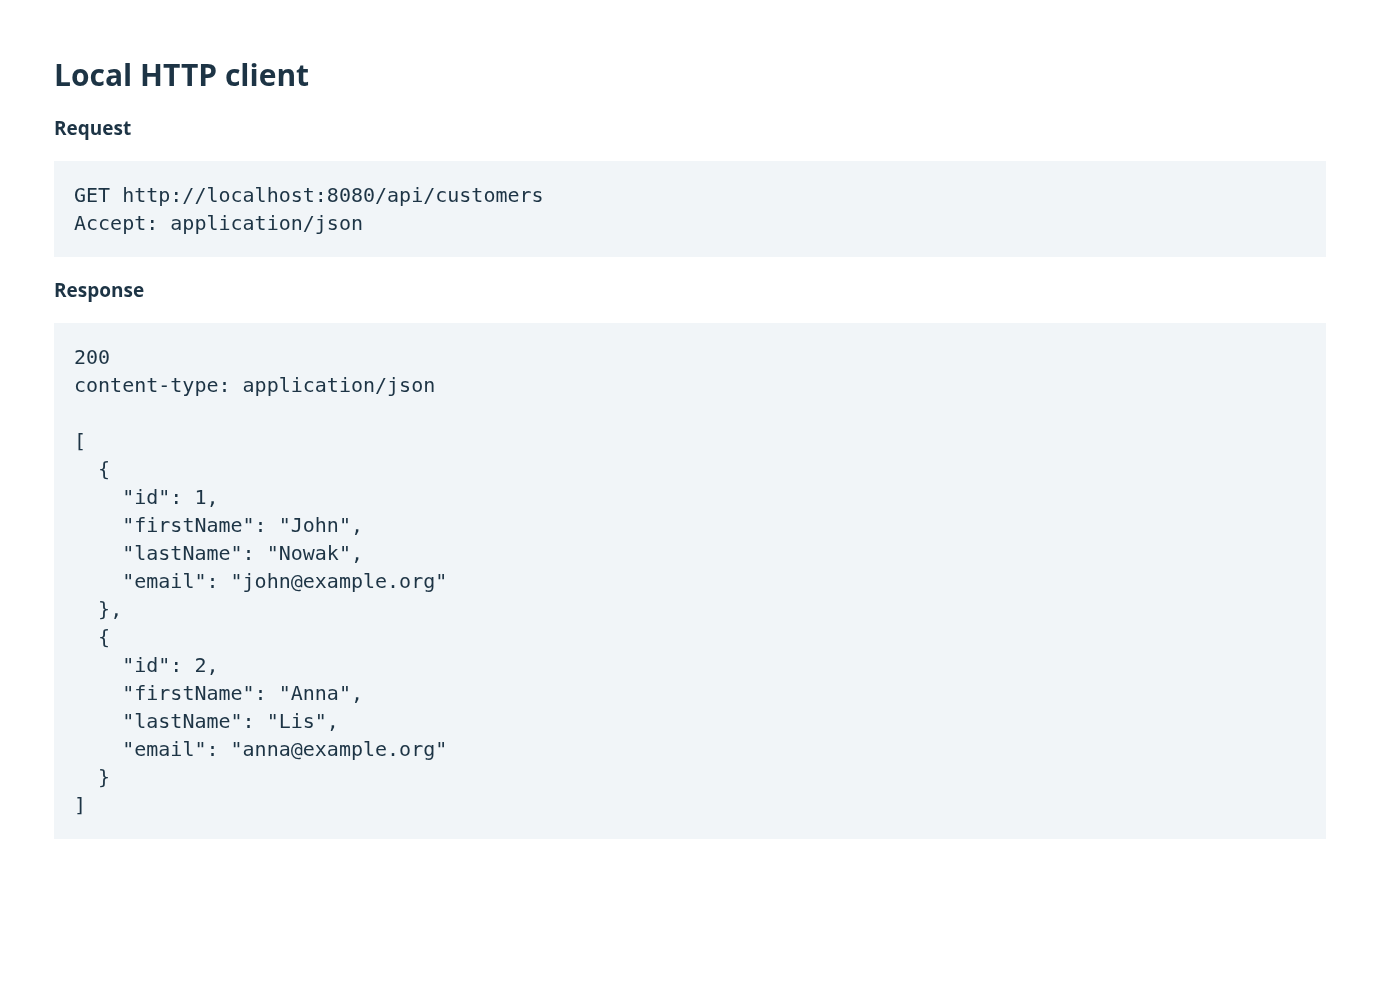 Local HTTP client
Request
GET http://localhost:8080/api/customers
Accept: application/json
Response
200
content-type: application/json

[
  {
    "id": 1,
    "firstName": "John",
    "lastName": "Nowak",
    "email": "john@example.org"
  },
  {
    "id": 2,
    "firstName": "Anna",
    "lastName": "Lis",
    "email": "anna@example.org"
  }
]